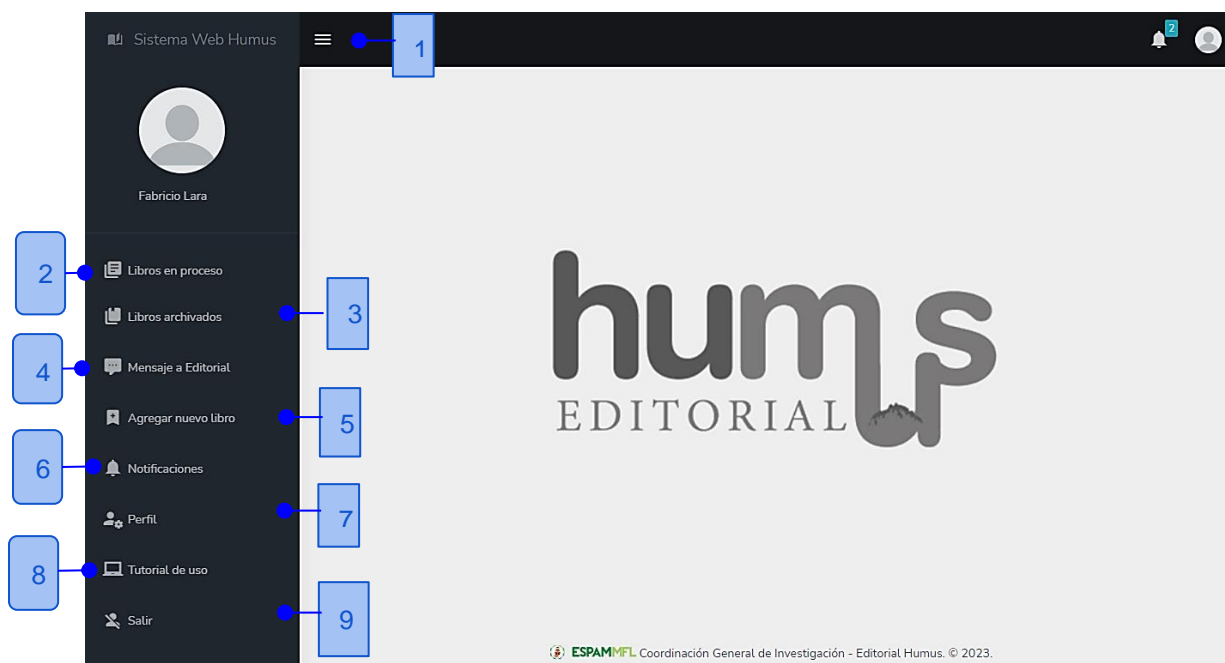 Sistema Web Humus
1
2
Fabricio Lara
2
Libros en proceso
Libros archivados
3
4
Mensaje a Editorial
Agregar nuevo libro
5
6
Notificaciones
Perfil
7
8
Tutorial de uso
Salir
9
humus
EDITORIAL
ESPAMMFL Coordinación General de Investigación - Editorial Humus. © 2023.